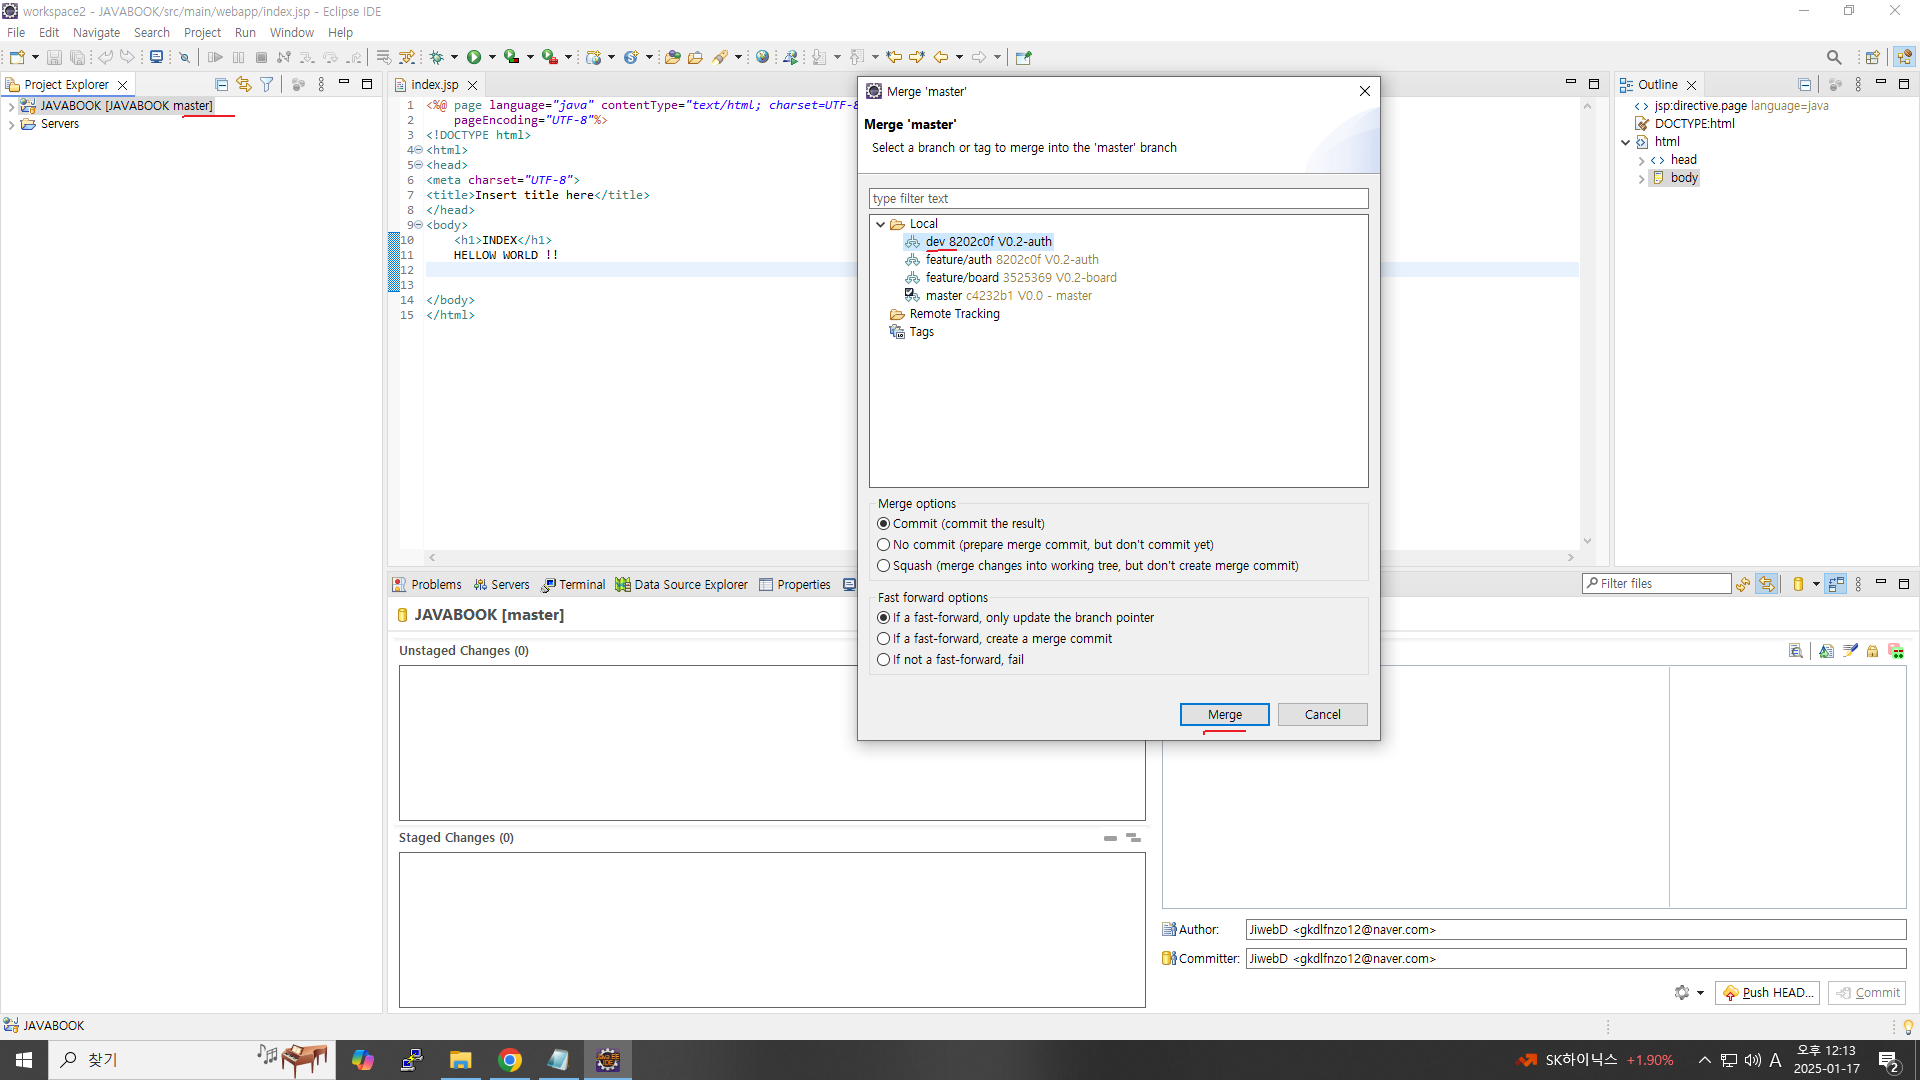 workspace2 - JAVABOOK/src/main/webapp/index.jsp - Eclipse IDE
File Edit Navigate Search Project Run Window Help
Project Explorer
JAVABOOK [JAVABOOK master]
Servers
index.jsp
1 <%@ page language="java" contentType="text/html; charset=UTF-8
2 pageEncoding="UTF-8"%>
3 <!DOCTYPE html>
4 <html>
5 <head>
6 <meta charset="UTF-8">
7 <title>Insert title here</title>
8 </head>
9 <body>
10 <h1>INDEX</h1>
11 HELLOW WORLD !!
12
13
14 </body>
15 </html>
Merge 'master'
Merge 'master'
Select a branch or tag to merge into the 'master' branch
type filter text
Local
dev 8202c0f V0.2-auth
feature/auth 8202c0f V0.2-auth
feature/board 3525369 V0.2-board
master c4232b1 V0.0 - master
Remote Tracking
Tags
Merge options
Commit (commit the result)
No commit (prepare merge commit, but don't commit yet)
Squash (merge changes into working tree, but don't create merge commit)
Fast forward options
If a fast-forward, only update the branch pointer
If a fast-forward, create a merge commit
If not a fast-forward, fail
Merge Cancel
Outline
jsp:directive.page language=java
DOCTYPE:html
html
head
body
Problems Servers Terminal Data Source Explorer Properties
Filter files
JAVABOOK [master]
Unstaged Changes (0)
Staged Changes (0)
Author: JiwebD <gkdlfnzo12@naver.com>
Committer: JiwebD <gkdlfnzo12@naver.com>
Push HEAD... Commit
JAVABOOK
찾기
SK하이닉스 +1.90%
A
오후 12:13
2025-01-17
2